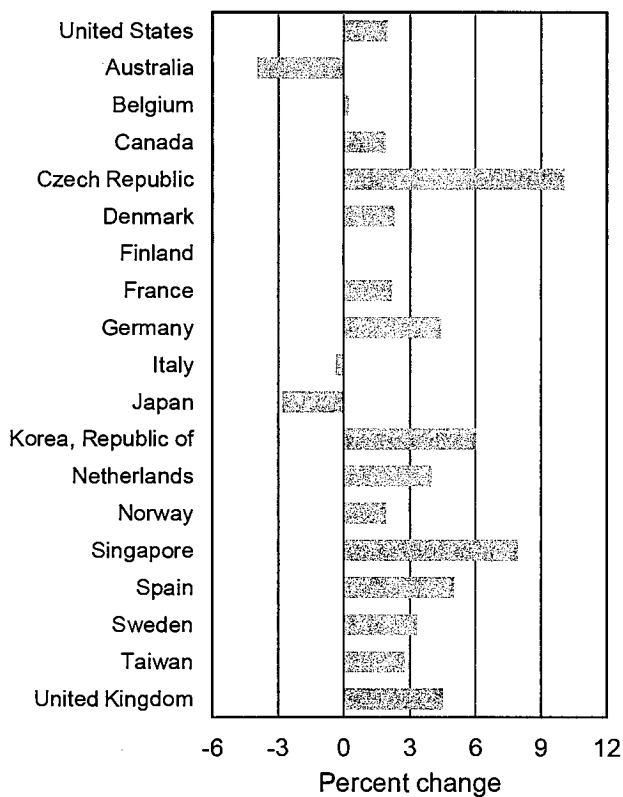 United States
Australia
Belgium
Canada
Czech Republic
Denmark
Finland
France
Germany
Italy
Japan
Korea, Republic of
Netherlands
Norway
Singapore
Spain
Sweden
Taiwan
United Kingdom
-6 -3 0 3 6 9 12
Percent change